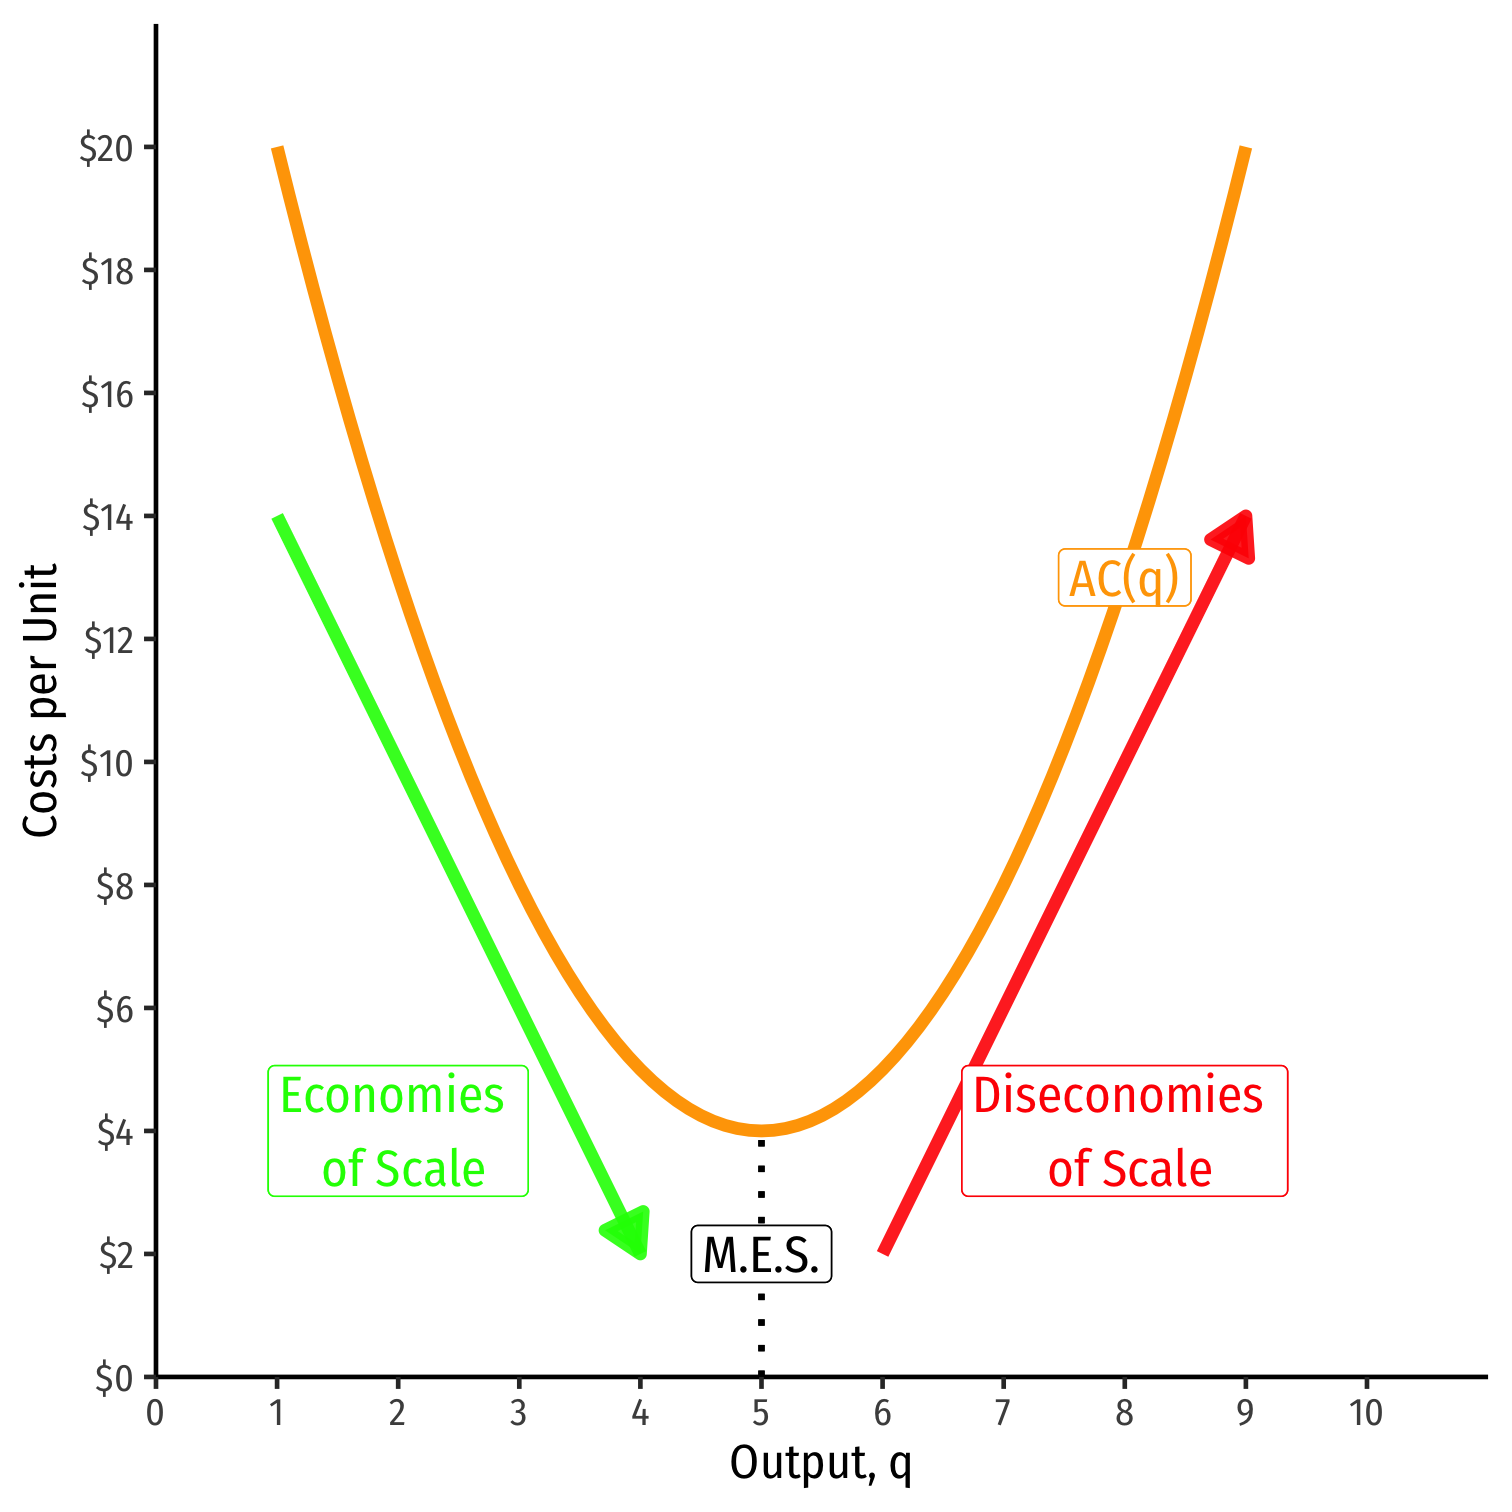 $20
$18
$16
$14
AC(q)
$12
$10
$8
$6
Economies
of Scale
Diseconomies
of Scale
$4
M.E.S.
$2
$0
0 1 2 3 4 5 6 7 8 9 10
Output, q
Costs per Unit